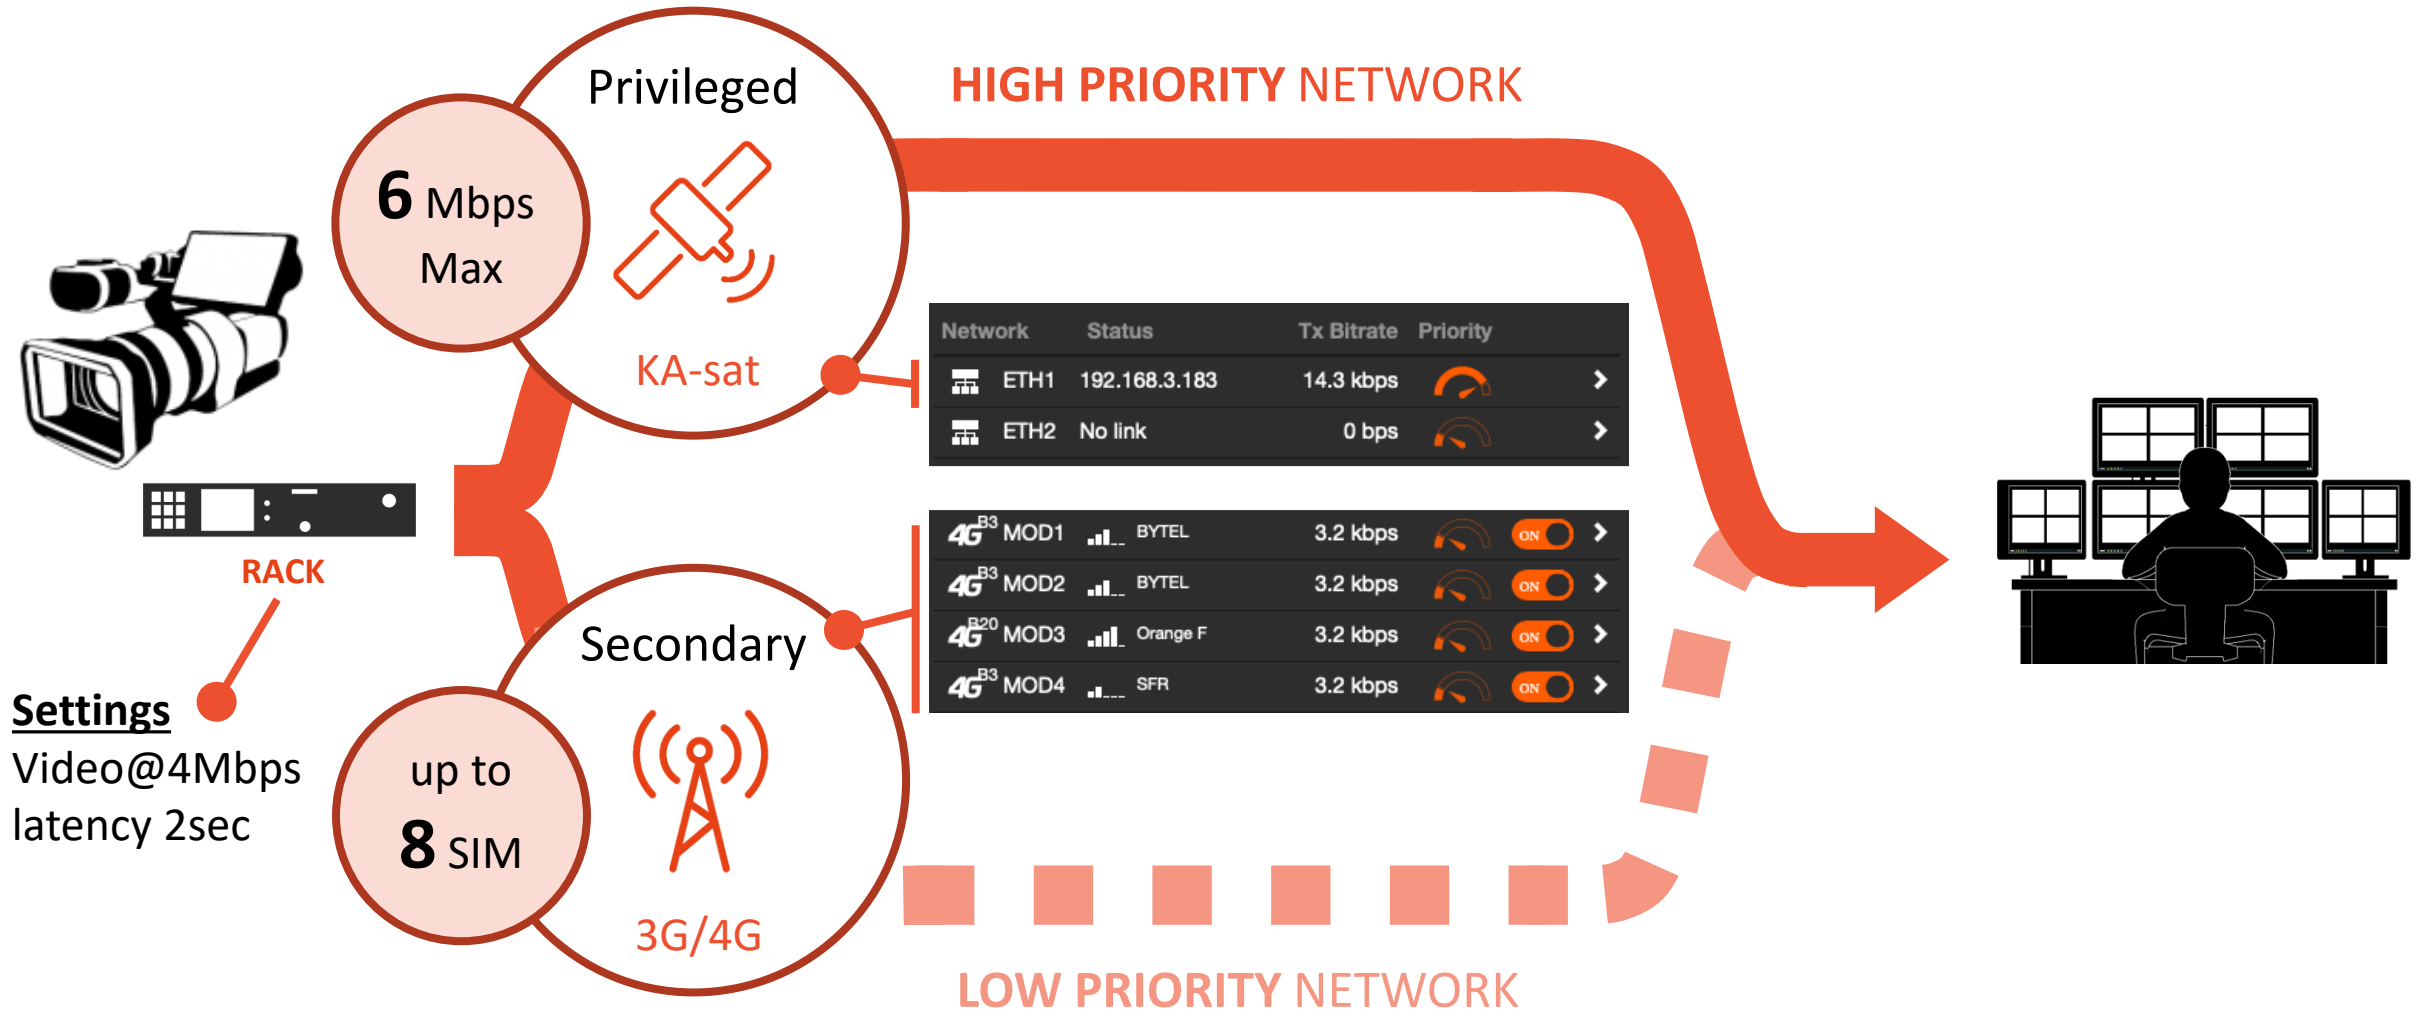 Privileged
HIGH PRIORITY NETWORK
6 Mbps
Max
KA-sat
Network Status Tx Bitrate Priority
ETH1 192.168.3.183 14.3 kbps
ETH2 No link 0 bps
4G B3 MOD1 BYTEL 3.2 kbps ON
4G B3 MOD2 BYTEL 3.2 kbps ON
4G B20 MOD3 Orange F 3.2 kbps ON
4G B3 MOD4 SFR 3.2 kbps ON
RACK
Settings
Video@4Mbps
latency 2sec
Secondary
up to
8 SIM
3G/4G
LOW PRIORITY NETWORK